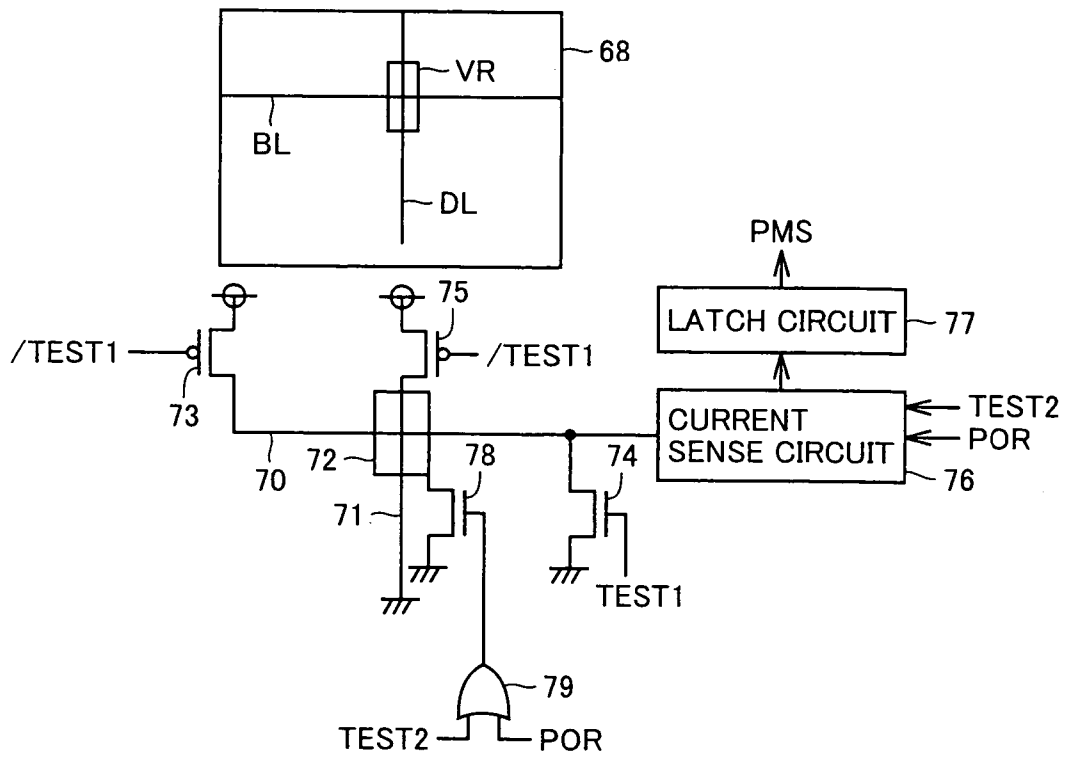 68
VR
BL
DL
PMS
75
LATCH CIRCUIT
77
/TEST1
/TEST1
73
CURRENT
SENSE CIRCUIT
TEST2
POR
76
70
72
78
74
71
TEST1
79
TEST2
POR